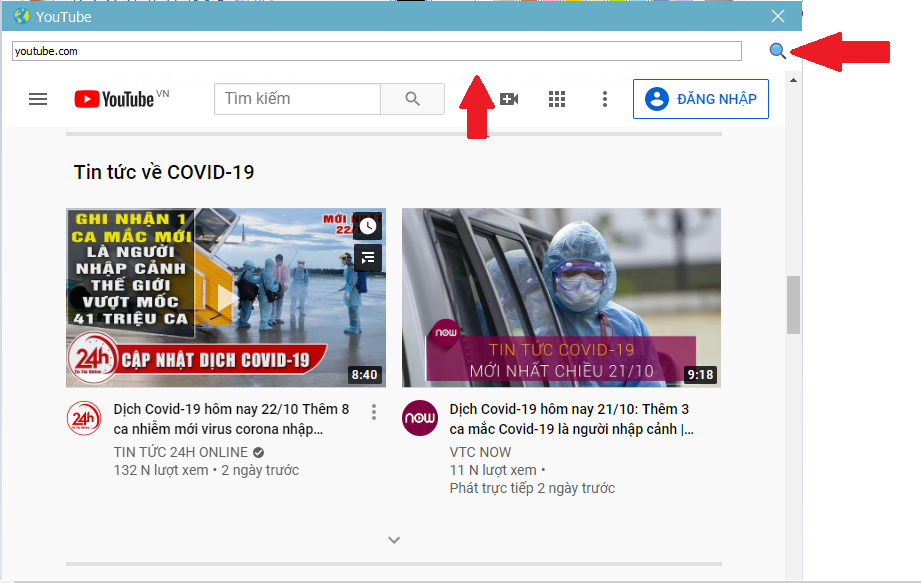 YouTube
youtube.com
YouTube VN
Tìm kiếm
ĐĂNG NHẬP
Tin tức về COVID-19
GHI NHẬN 1
CA MẮC MỚI
LÀ NGƯỜI
NHẬP CẢNH
THẾ GIỚI
VƯỢT MỐC
41 TRIỆU CA
MỚI N
22/
24h
Tin Tức Online
CẬP NHẬT DỊCH COVID-19
8:40
now
TIN TỨC COVID-19
MỚI NHẤT CHIỀU 21/10
9:18
24h
Dịch Covid-19 hôm nay 22/10 Thêm 8
ca nhiễm mới virus corona nhập...
TIN TỨC 24H ONLINE
132 N lượt xem • 2 ngày trước
now
Dịch Covid-19 hôm nay 21/10: Thêm 3
ca mắc Covid-19 là người nhập cảnh |...
VTC NOW
11 N lượt xem •
Phát trực tiếp 2 ngày trước